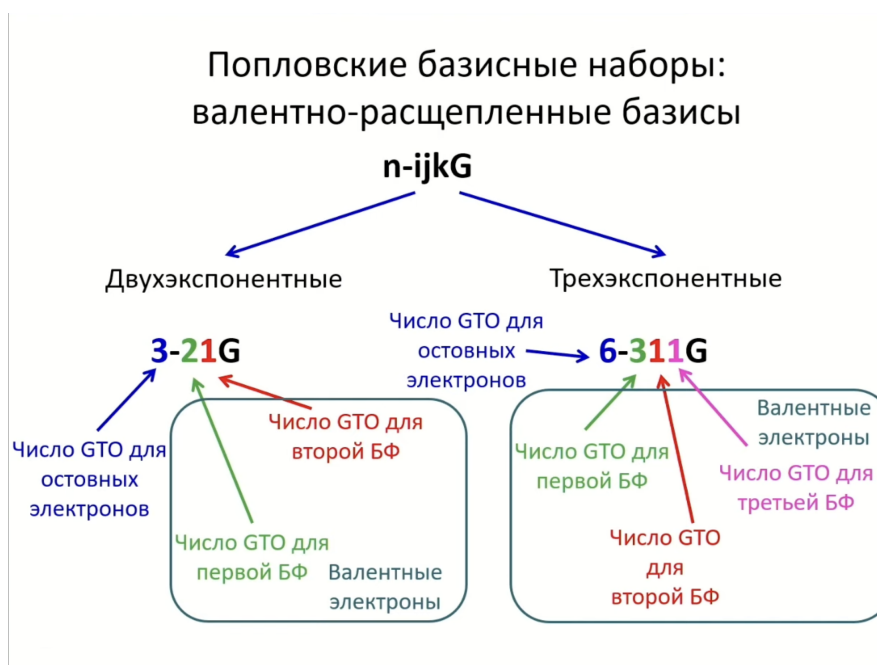 Попловские базисные наборы:
валентно-расщепленные базисы
n-ijkG
Двухэкспонентные
3-21G
Число GTO для
остовных
электронов
Число GTO для
второй БФ
Число GTO для
первой БФ
Валентные
электроны
Трехэкспонентные
Число GTO для
остовных
электронов
6-311G
Валентные
электроны
Число GTO для
первой БФ
Число GTO для
третьей БФ
Число GTO
для
второй БФ